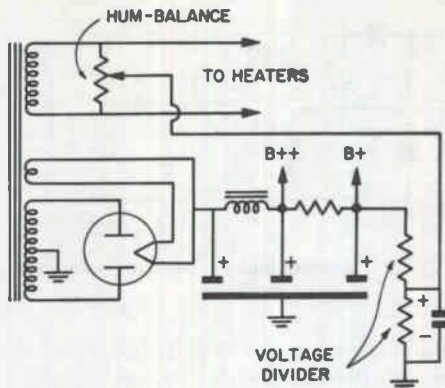 HUM-BALANCE
TO HEATERS
B++ B+
+ + + +
-
VOLTAGE
DIVIDER